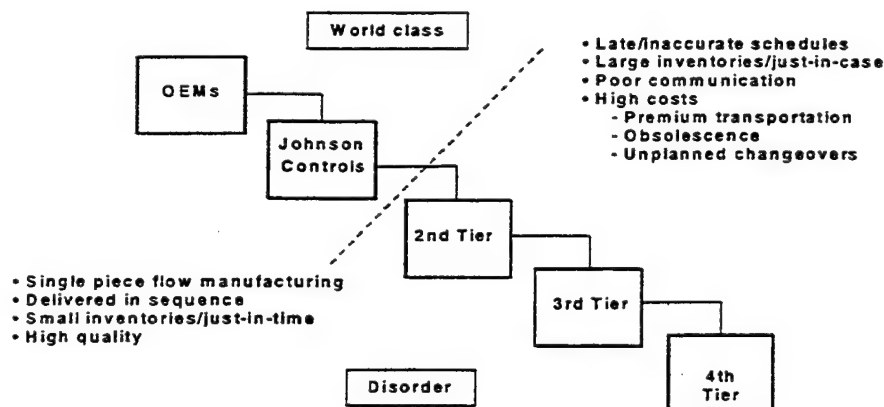 World class
• Late/inaccurate schedules
• Large inventories/just-in-case
• Poor communication
• High costs
- Premium transportation
- Obsolescence
- Unplanned changeovers
OEMs
Johnson
Controls
2nd Tier
• Single piece flow manufacturing
• Delivered in sequence
• Small inventories/just-in-time
• High quality
3rd Tier
Disorder
4th
Tier